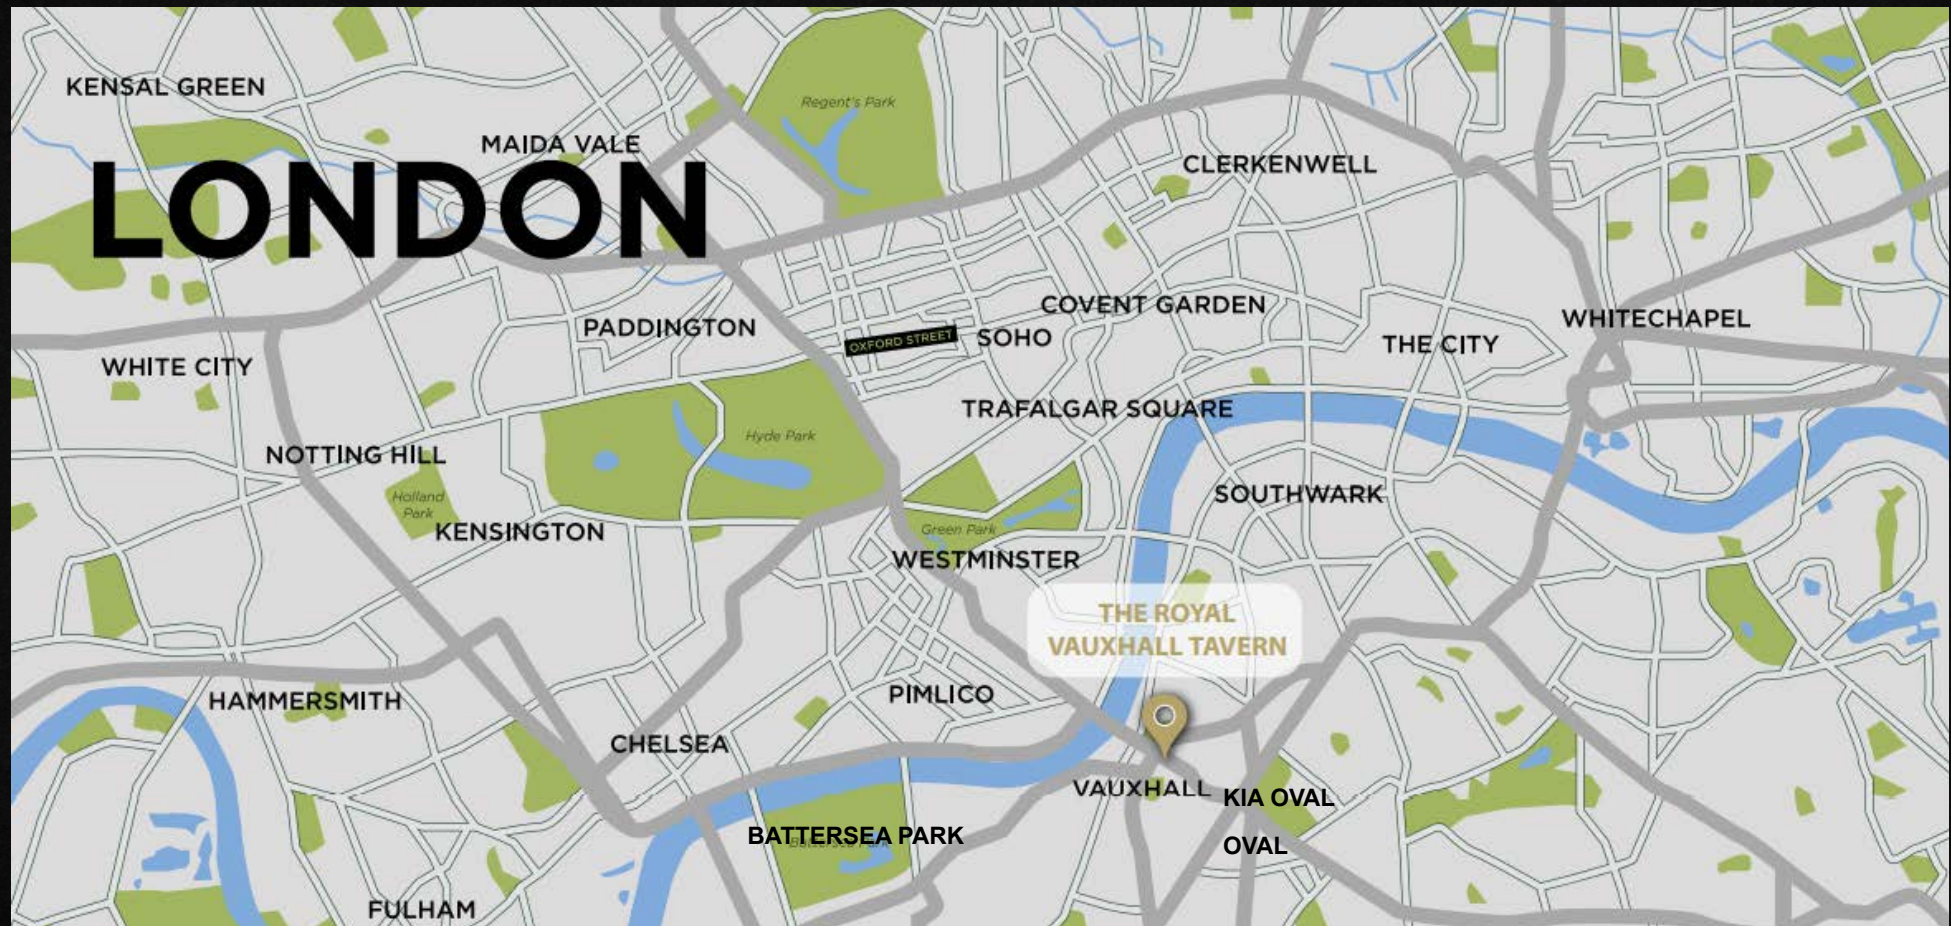 KENSAL GREEN
Regent's Park
MAIDA VALE
CLERKENWELL
LONDON
COVENT GARDEN
WHITECHAPEL
PADDINGTON
OXFORD STREET
SOHO
THE CITY
WHITE CITY
TRAFALGAR SQUARE
Hyde Park
NOTTING HILL
Holland
Park
SOUTHWARK
KENSINGTON
Green Park
WESTMINSTER
THE ROYAL
VAUXHALL TAVERN
HAMMERSMITH
PIMLICO
CHELSEA
VAUXHALL
KIA OVAL
BATTERSEA PARK
Battersea Park
OVAL
FULHAM